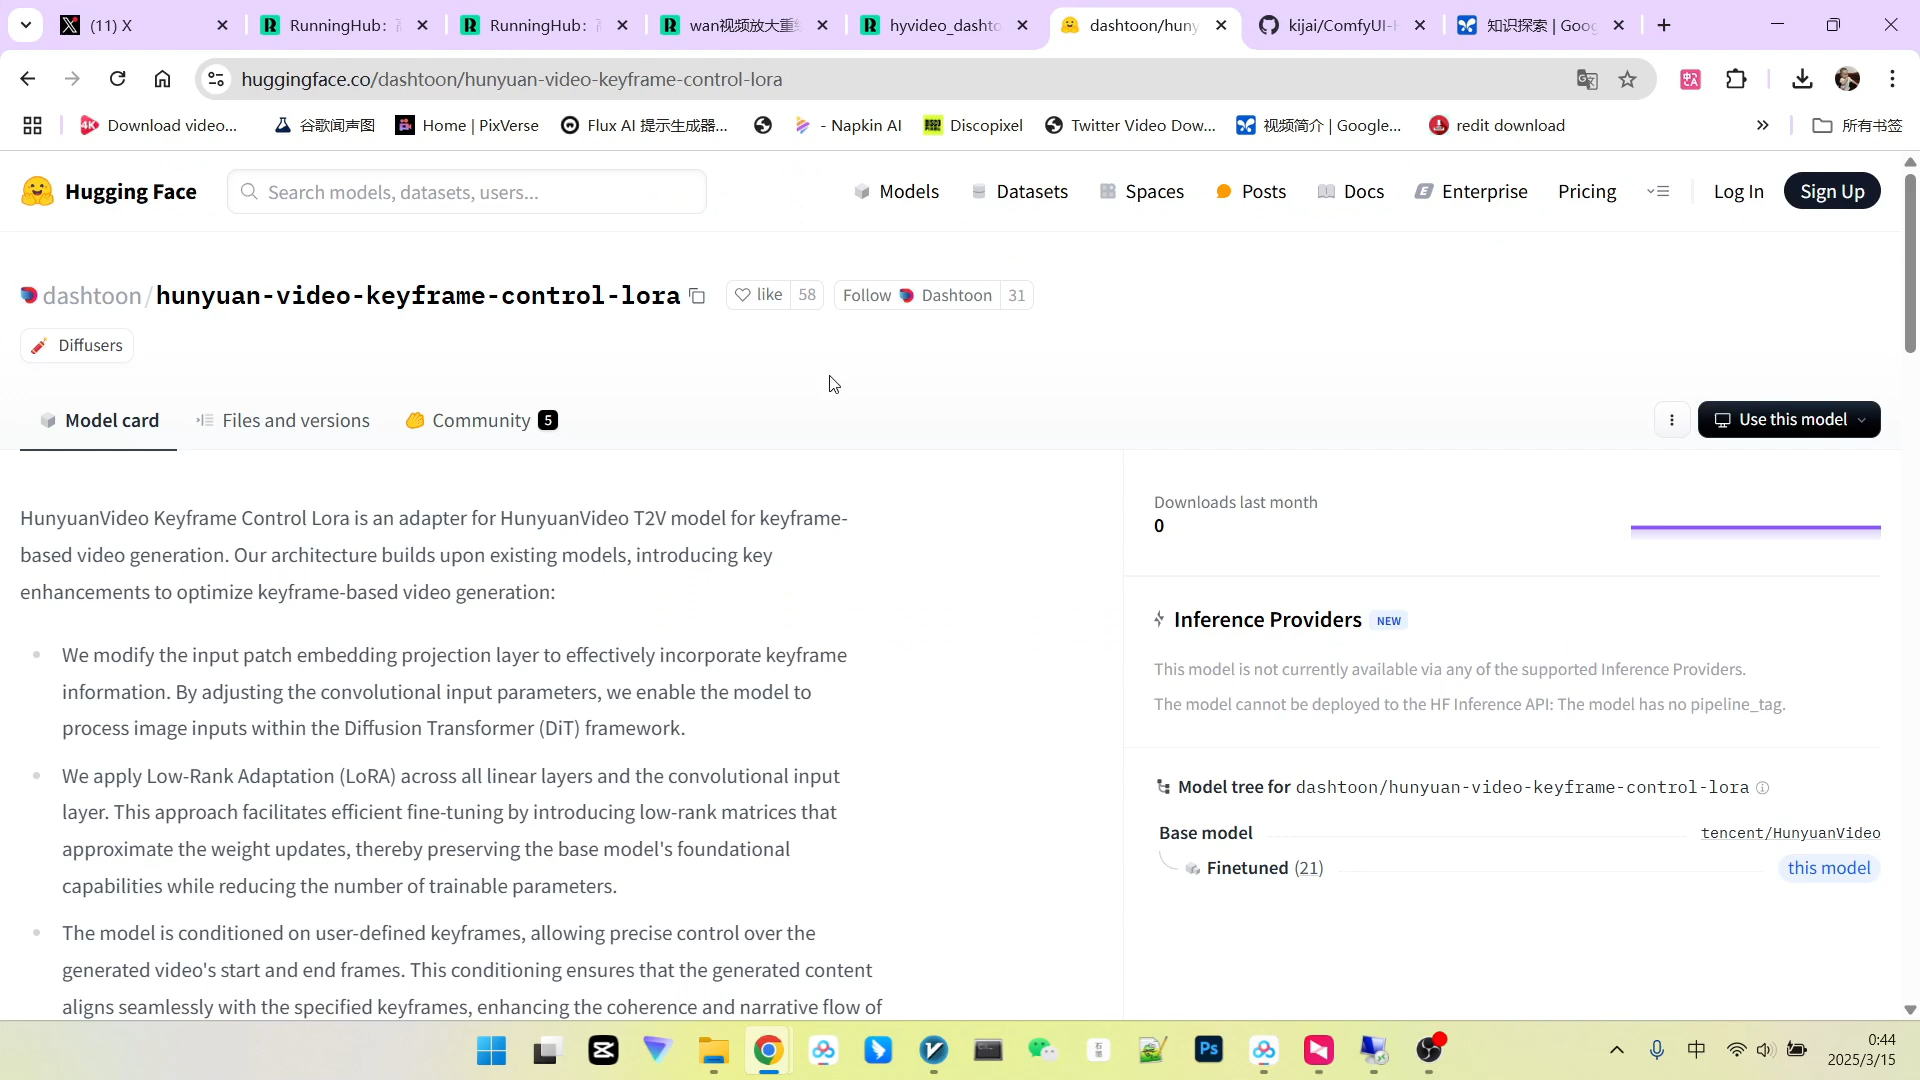 (11) X
RunningHub:
RunningHub:
wan视频放大重
hyvideo_dashto
dashtoon/huny
kijai/ComfyUI-H
知识探索 | Goog
huggingface.co/dashtoon/hunyuan-video-keyframe-control-lora
4K Download video...
谷歌闻声图
Home | PixVerse
Flux AI 提示生成器...
- Napkin AI
Discopixel
Twitter Video Dow...
视频简介 | Google...
redit download
»
所有书签
Hugging Face
Search models, datasets, users...
Models
Datasets
Spaces
Posts
Docs
Enterprise
Pricing
Log In
Sign Up
dashtoon/hunyuan-video-keyframe-control-lora
like 58
Follow Dashtoon 31
Diffusers
Model card
Files and versions
Community 5
Use this model
HunyuanVideo Keyframe Control Lora is an adapter for HunyuanVideo T2V model for keyframe-
based video generation. Our architecture builds upon existing models, introducing key
enhancements to optimize keyframe-based video generation:
We modify the input patch embedding projection layer to effectively incorporate keyframe
information. By adjusting the convolutional input parameters, we enable the model to
process image inputs within the Diffusion Transformer (DiT) framework.
We apply Low-Rank Adaptation (LoRA) across all linear layers and the convolutional input
layer. This approach facilitates efficient fine-tuning by introducing low-rank matrices that
approximate the weight updates, thereby preserving the base model's foundational
capabilities while reducing the number of trainable parameters.
The model is conditioned on user-defined keyframes, allowing precise control over the
generated video's start and end frames. This conditioning ensures that the generated content
aligns seamlessly with the specified keyframes, enhancing the coherence and narrative flow of
Downloads last month
0
Inference Providers NEW
This model is not currently available via any of the supported Inference Providers.
The model cannot be deployed to the HF Inference API: The model has no pipeline_tag.
Model tree for dashtoon/hunyuan-video-keyframe-control-lora
Base model
tencent/HunyuanVideo
Finetuned (21)
this model
Ps
中
0:44
2025/3/15